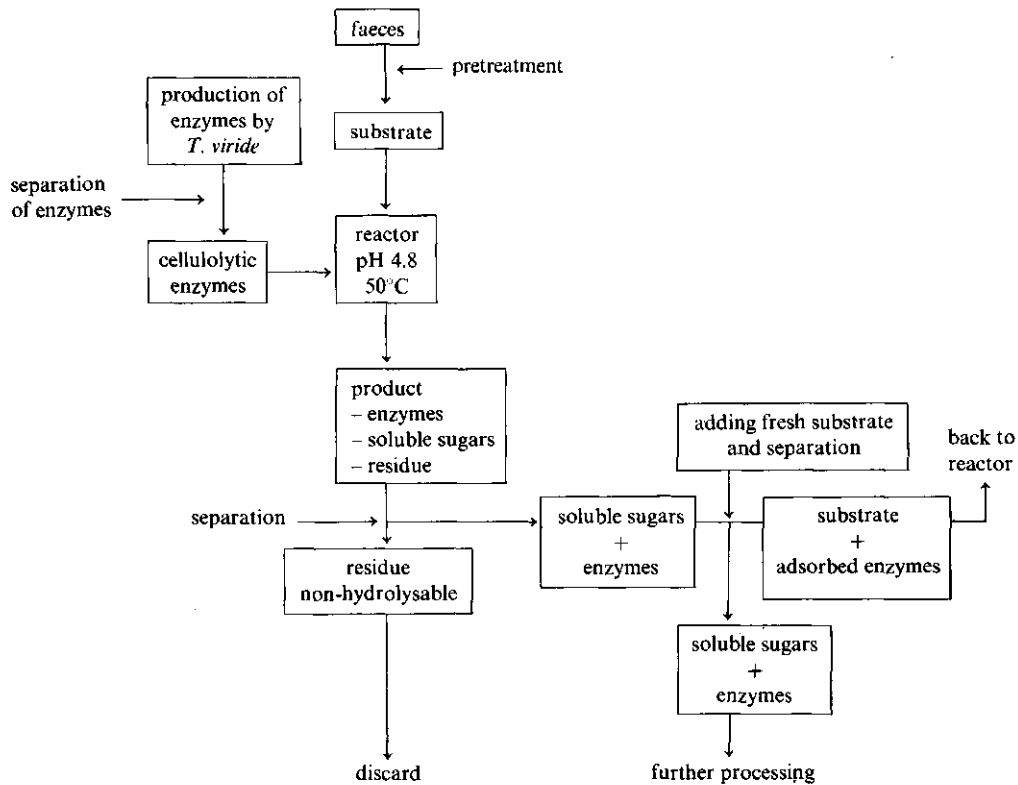 faeces
pretreatment
production of
enzymes by
T. viride
substrate
separation
of enzymes
cellulolytic
enzymes
reactor
pH 4.8
50°C
product
– enzymes
– soluble sugars
– residue
adding fresh substrate
and separation
back to
reactor
separation
soluble sugars
+
enzymes
substrate
+
adsorbed enzymes
residue
non-hydrolysable
soluble sugars
+
enzymes
discard
further processing